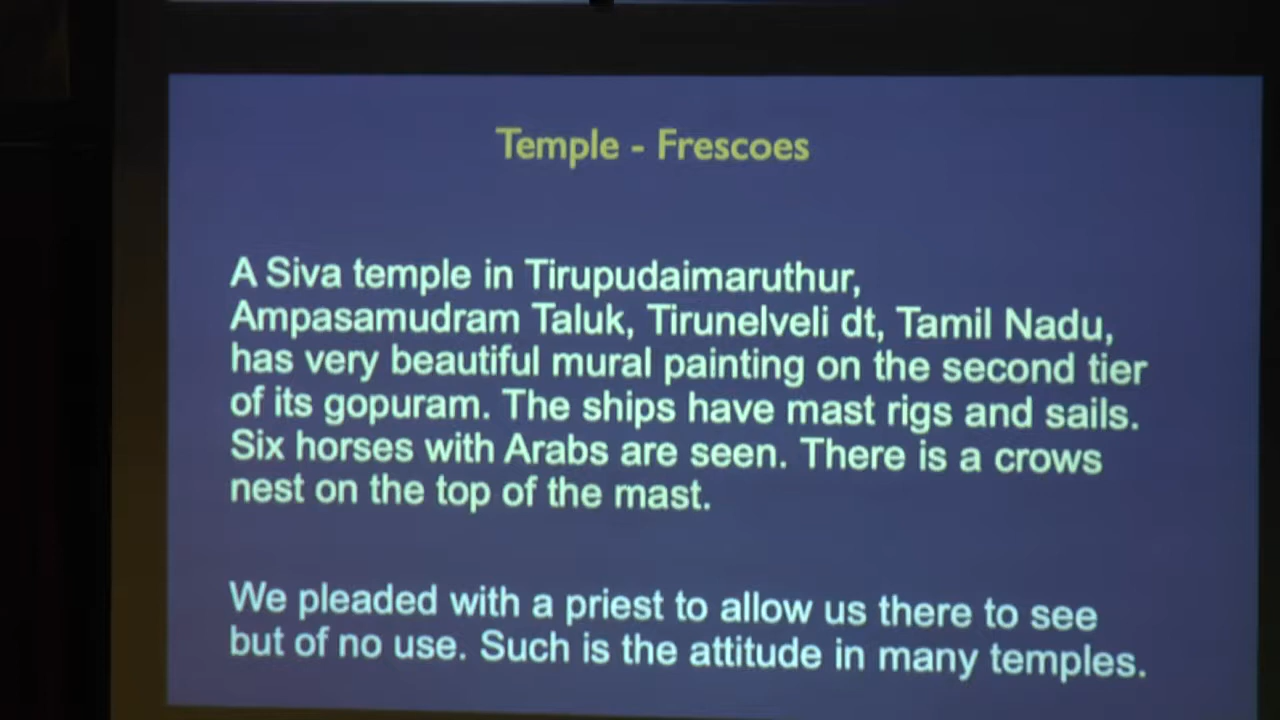 Temple - Frescoes
A Siva temple in Tirupudaimaruthur,
Ampasamudram Taluk, Tirunelveli dt, Tamil Nadu,
has very beautiful mural painting on the second tier
of its gopuram. The ships have mast rigs and sails.
Six horses with Arabs are seen. There is a crows
nest on the top of the mast.
We pleaded with a priest to allow us there to see
but of no use. Such is the attitude in many temples.